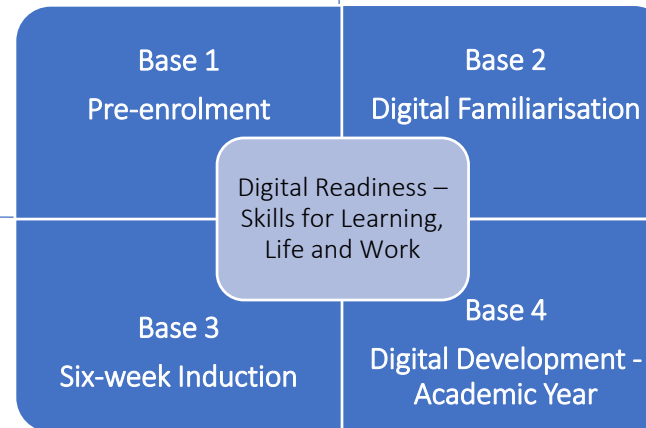 Base 1
Pre-enrolment
Base 2
Digital Familiarisation
Digital Readiness –
Skills for Learning,
Life and Work
Base 3
Six-week Induction
Base 4
Digital Development -
Academic Year